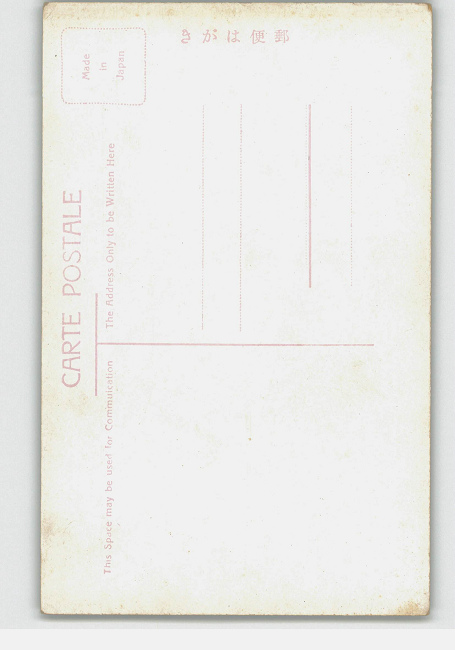 郵便はがき
Made
in
Japan
CARTE POSTALE
The Address Only to be Written Here
This Space may be used for Commuication